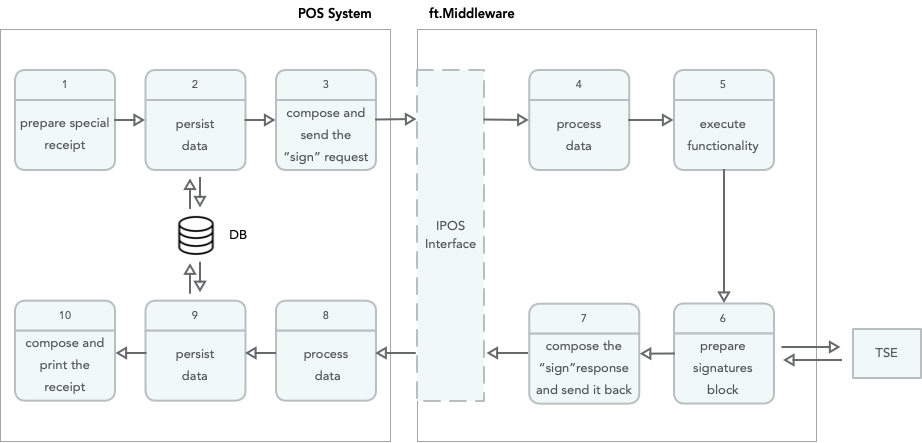 POS System
ft.Middleware
1
prepare special
receipt
2
persist
data
3
compose and
send the
“sign” request
4
process
data
5
execute
functionality
IPOS
Interface
DB
10
compose and
print the
receipt
9
persist
data
8
process
data
7
compose the
“sign”response
and send it back
6
prepare
signatures
block
TSE